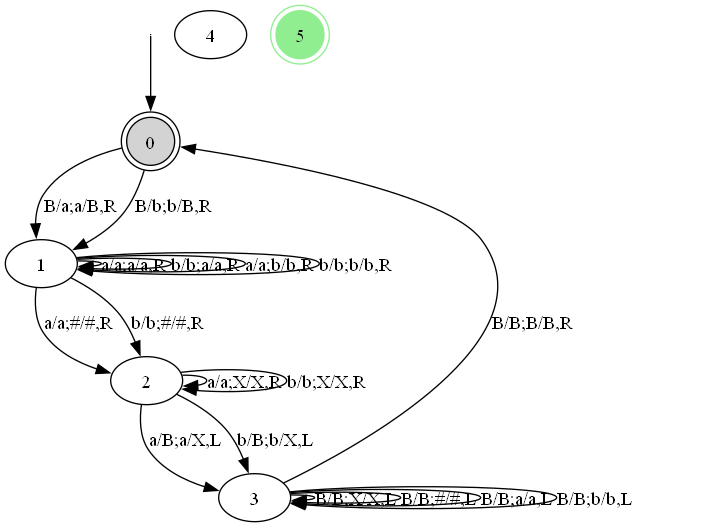 4
5
0
B/a;a/B,R
B/b;b/B,R
1
a/a;a/a,R
b/b;a/a,R
a/a;b/b,R
b/b;b/b,R
a/a;#/#,R
b/b;#/#,R
B/B;B/B,R
2
a/a;X/X,R
b/b;X/X,R
a/B;a/X,L
b/B;b/X,L
3
B/B;X/X,L
B/B;#/#,L
B/B;a/a,L
B/B;b/b,L